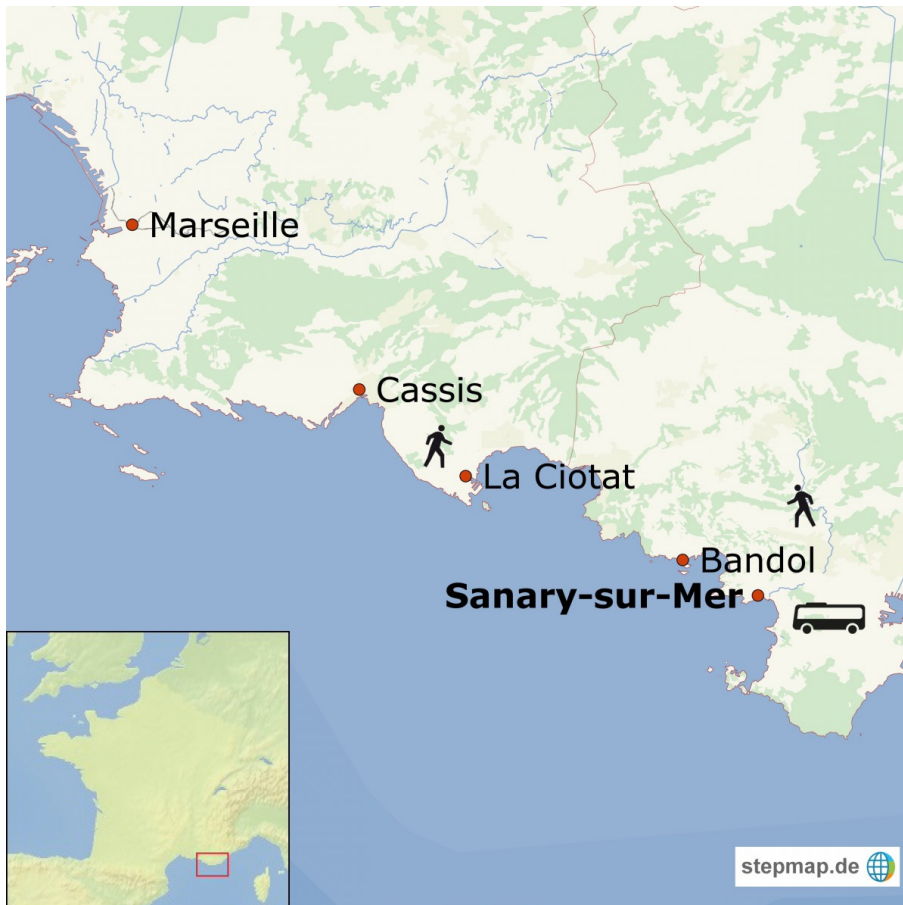 Marseille
Cassis
La Ciotat
Bandol
Sanary-sur-Mer
stepmap.de